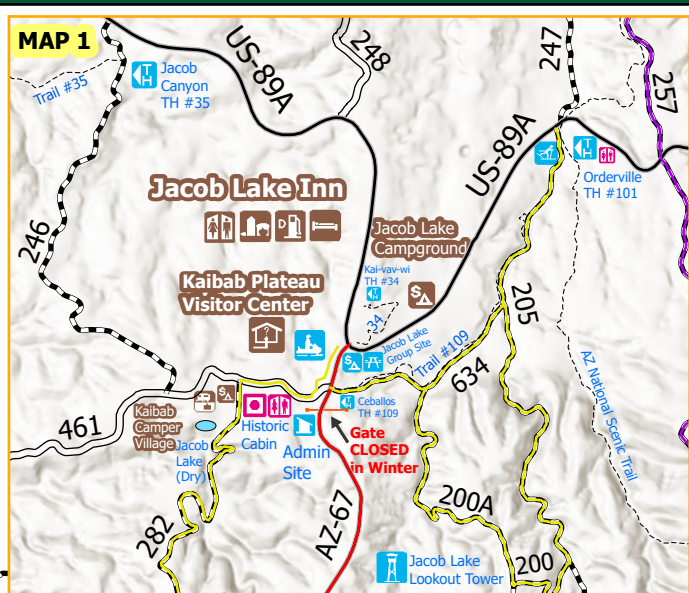 MAP 1
US-89A
248
247
257
Trail #35
Jacob
Canyon
TH #35
US-89A
Orderville
TH #101
Jacob Lake Inn
D
246
Jacob Lake
Campground
Kai-vav-wi
TH #34
Kaibab Plateau
Visitor Center
34
205
Jacob Lake
Group Site
Trail #109
634
AZ National Scenic Trail
461
Kaibab
Camper
Village
Jacob
Lake
(Dry)
Historic
Cabin
Admin
Site
Ceballos
TH #109
Gate
CLOSED
in Winter
282
AZ-67
200A
200
Jacob Lake
Lookout Tower